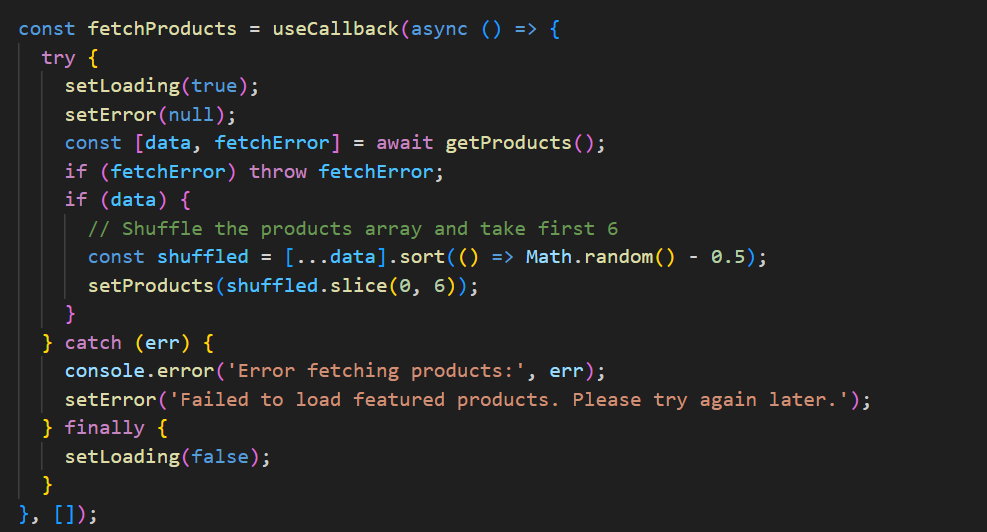 const fetchProducts = useCallback(async () => {
  try {
    setLoading(true);
    setError(null);
    const [data, fetchError] = await getProducts();
    if (fetchError) throw fetchError;
    if (data) {
      // Shuffle the products array and take first 6
      const shuffled = [...data].sort(() => Math.random() - 0.5);
      setProducts(shuffled.slice(0, 6));
    }
  } catch (err) {
    console.error('Error fetching products:', err);
    setError('Failed to load featured products. Please try again later.');
  } finally {
    setLoading(false);
  }
}, []);